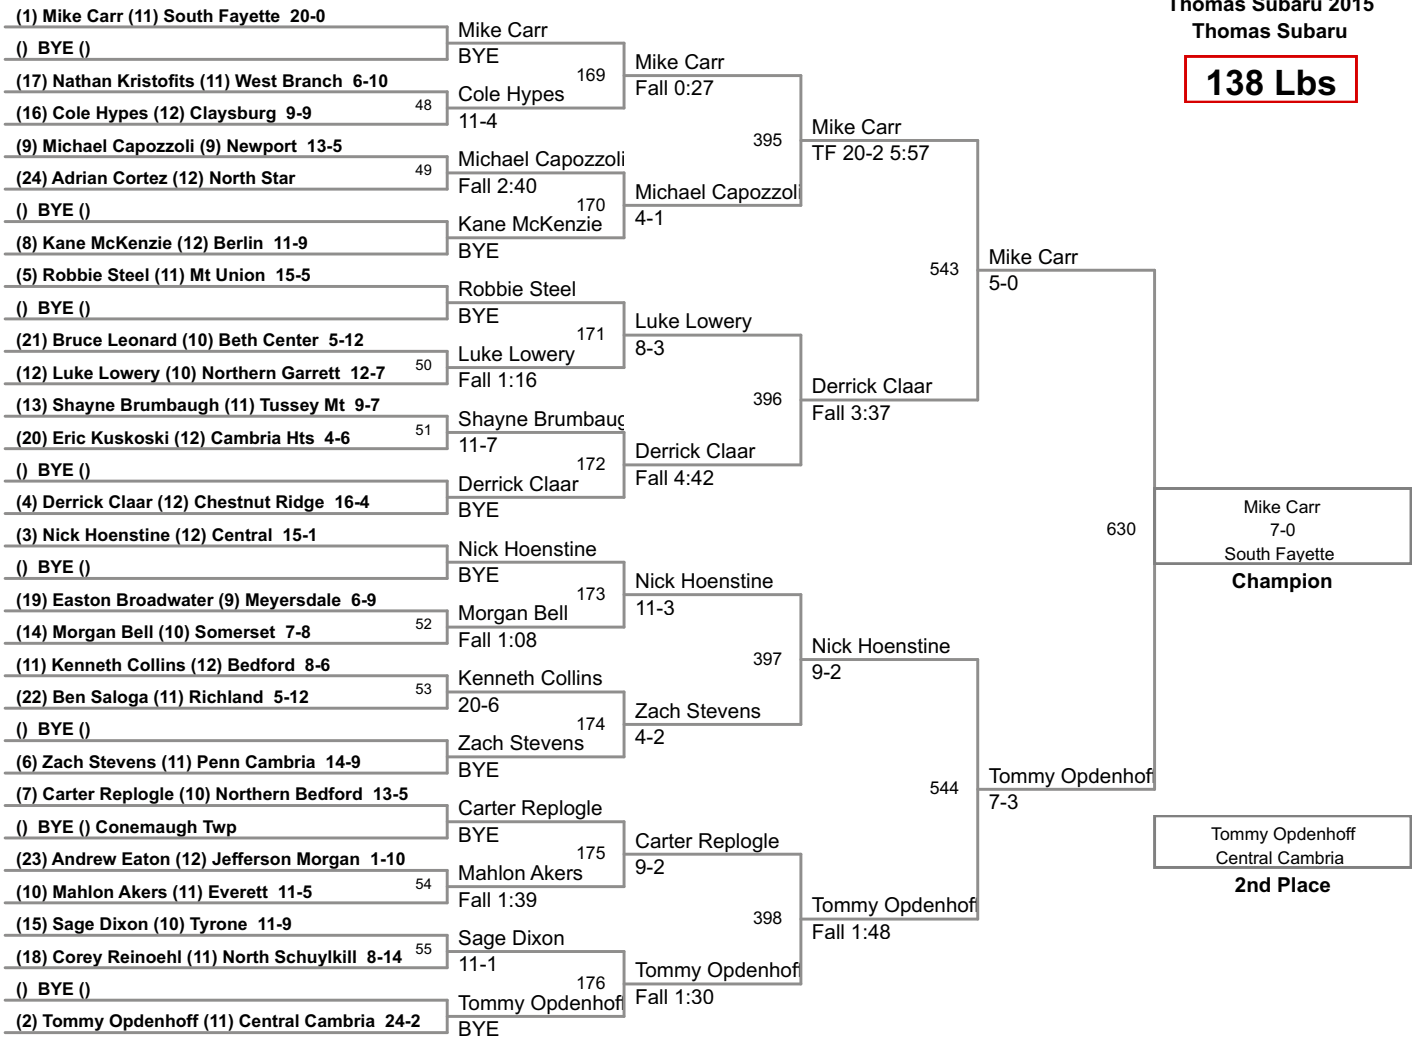 Thomas Subaru 2015
Thomas Subaru
138 Lbs
(1) Mike Carr (11) South Fayette 20-0
() BYE ()
(17) Nathan Kristofits (11) West Branch 6-10
(16) Cole Hypes (12) Claysburg 9-9
(9) Michael Capozzoli (9) Newport 13-5
(24) Adrian Cortez (12) North Star
() BYE ()
(8) Kane McKenzie (12) Berlin 11-9
(5) Robbie Steel (11) Mt Union 15-5
() BYE ()
(21) Bruce Leonard (10) Beth Center 5-12
(12) Luke Lowery (10) Northern Garrett 12-7
(13) Shayne Brumbaugh (11) Tussey Mt 9-7
(20) Eric Kuskoski (12) Cambria Hts 4-6
() BYE ()
(4) Derrick Claar (12) Chestnut Ridge 16-4
(3) Nick Hoenstine (12) Central 15-1
() BYE ()
(19) Easton Broadwater (9) Meyersdale 6-9
(14) Morgan Bell (10) Somerset 7-8
(11) Kenneth Collins (12) Bedford 8-6
(22) Ben Saloga (11) Richland 5-12
() BYE ()
(6) Zach Stevens (11) Penn Cambria 14-9
(7) Carter Replogle (10) Northern Bedford 13-5
() BYE () Conemaugh Twp
(23) Andrew Eaton (12) Jefferson Morgan 1-10
(10) Mahlon Akers (11) Everett 11-5
(15) Sage Dixon (10) Tyrone 11-9
(18) Corey Reinoehl (11) North Schuylkill 8-14
() BYE ()
(2) Tommy Opdenhoff (11) Central Cambria 24-2
48
49
50
51
52
53
54
55
Mike Carr
BYE
Cole Hypes
11-4
Michael Capozzoli
Fall 2:40
Kane McKenzie
BYE
Robbie Steel
BYE
Luke Lowery
Fall 1:16
Shayne Brumbaug
11-7
Derrick Claar
BYE
Nick Hoenstine
BYE
Morgan Bell
Fall 1:08
Kenneth Collins
20-6
Zach Stevens
BYE
Carter Replogle
BYE
Mahlon Akers
Fall 1:39
Sage Dixon
11-1
Tommy Opdenhoff
BYE
169
170
171
172
173
174
175
176
Mike Carr
Fall 0:27
Michael Capozzoli
4-1
Luke Lowery
8-3
Derrick Claar
Fall 4:42
Nick Hoenstine
11-3
Zach Stevens
4-2
Carter Replogle
9-2
Tommy Opdenhoff
Fall 1:30
395
396
397
398
Mike Carr
TF 20-2 5:57
Derrick Claar
Fall 3:37
Nick Hoenstine
9-2
Tommy Opdenhoff
Fall 1:48
543
544
Mike Carr
5-0
Tommy Opdenhoff
7-3
630
Mike Carr
7-0
South Fayette
Champion
Tommy Opdenhoff
Central Cambria
2nd Place